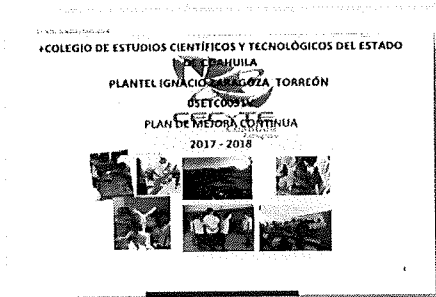 +COLEGIO DE ESTUDIOS CIENTÍFICOS Y TECNOLÓGICOS DEL ESTADO
DE COAHUILA
PLANTEL IGNACIO ZARAGOZA TORREÓN
CECyTE
PLAN DE MEJORA CONTINUA
2017 - 2018